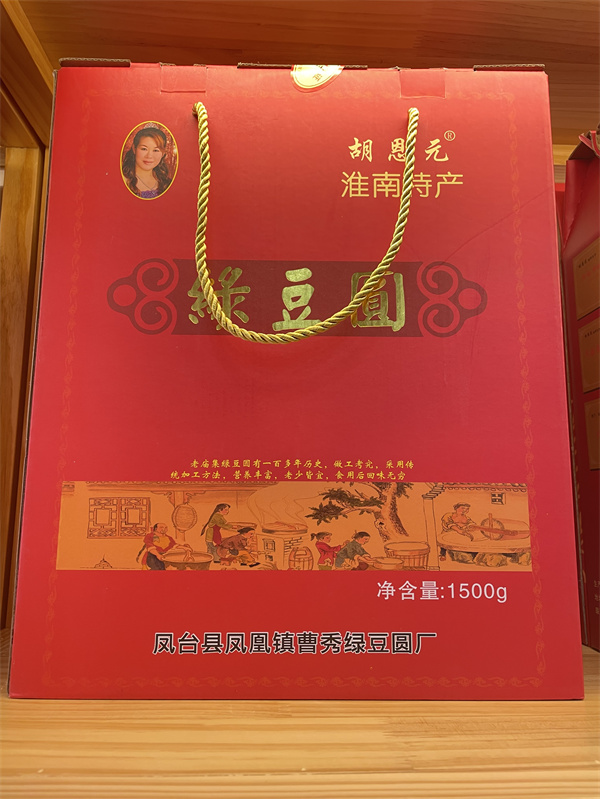 胡恩元®
淮南特产
綠豆圓
老庙集绿豆圆有一百多年历史，做工考究，采用传
统加工方法，营养丰富，老少皆宜，食用后回味无穷
净含量:1500g
凤台县凤凰镇曹秀绿豆圆厂